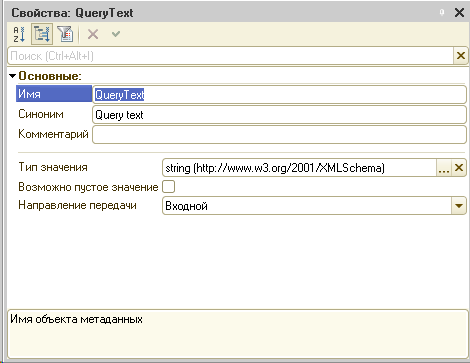 Свойства: QueryText
Поиск (Ctrl+Alt+I)
Основные:
Имя QueryText
Синоним Query text
Комментарий
Тип значения string (http://www.w3.org/2001/XMLSchema) ...
Возможно пустое значение
Направление передачи Входной
Имя объекта метаданных